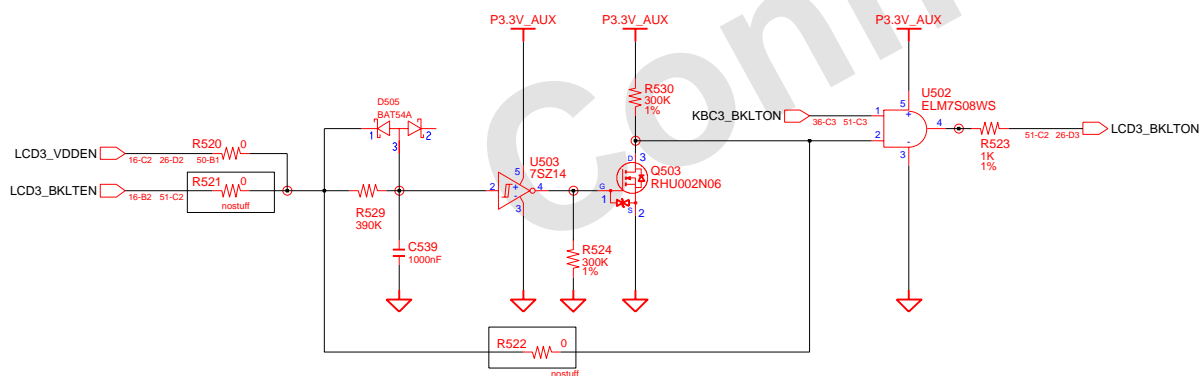 P3.3V_AUX
P3.3V_AUX
P3.3V_AUX
R530
300K
1%
U502
ELM7S08WS
D505
BAT54A
KBC3_BKLTON
36-C3 51-C3
1
5
+
2
4
-
3
LCD3_BKLTON
51-C2 26-D3
R523
1K
1%
1
2
3
R520
0
LCD3_VDDEN
16-C2 26-D2
50-B1
R521
0
LCD3_BKLTEN
16-B2 51-C2
nostuff
R529
390K
U503
7SZ14
5
2
+
-
4
3
D
3
Q503
RHU002N06
G
1
S
2
C539
1000nF
R524
300K
1%
R522
0
nostuff